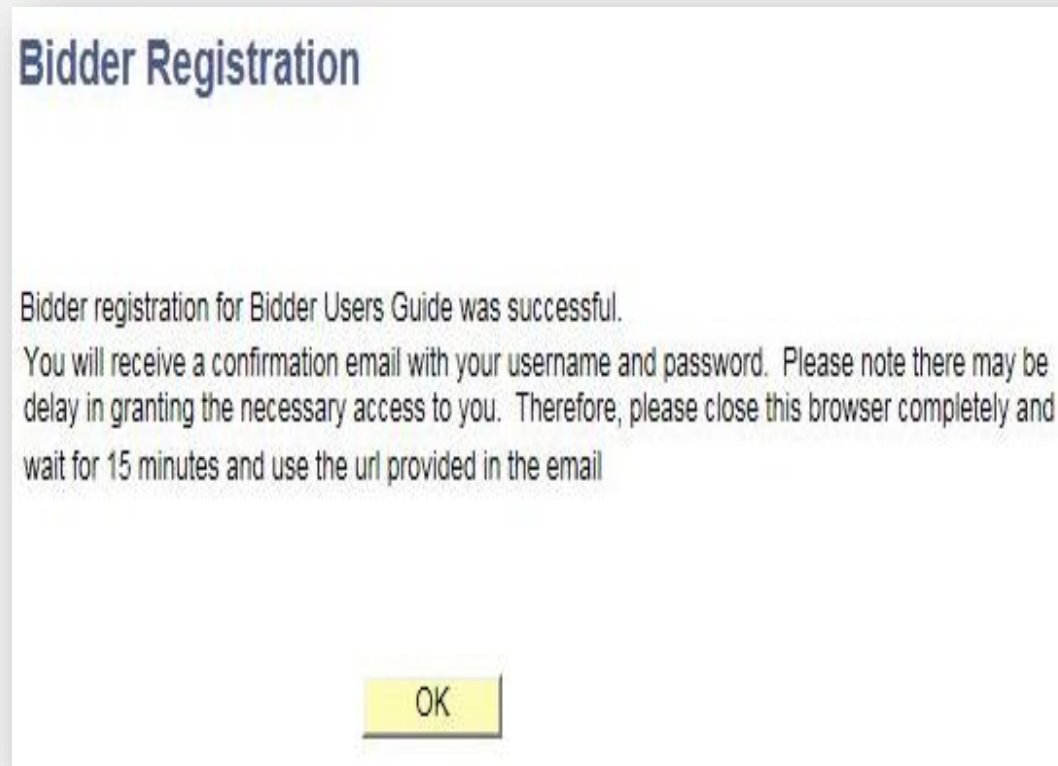 Bidder Registration
Bidder registration for Bidder Users Guide was successful.
You will receive a confirmation email with your username and password.  Please note there may be
delay in granting the necessary access to you.  Therefore, please close this browser completely and
wait for 15 minutes and use the url provided in the email
OK